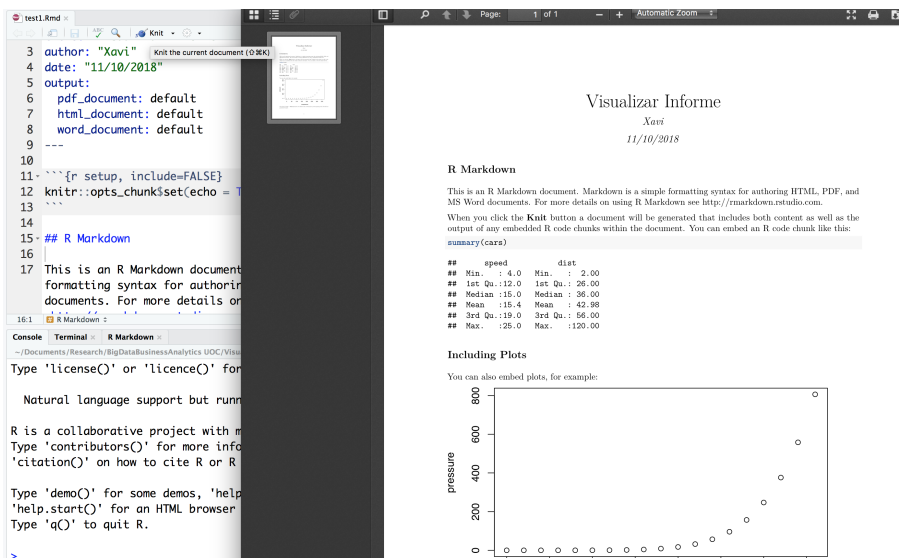 test1.Rmd ×
ABC Knit
Knit the current document (⇧⌘K)
3 author: "Xavi"
4 date: "11/10/2018"
5 output:
6 pdf_document: default
7 html_document: default
8 word_document: default
9 ---
10
11 ```{r setup, include=FALSE}
12 knitr::opts_chunk$set(echo = T
13 ```
14
15 ## R Markdown
16
17 This is an R Markdown document
formatting syntax for authorin
documents. For more details on
16:1 R Markdown
Console Terminal × R Markdown ×
~/Documents/Research/BigDataBusinessAnalytics UOC/Visu
Type 'license()' or 'licence()' for
Natural language support but runn
R is a collaborative project with m
Type 'contributors()' for more info
'citation()' on how to cite R or R
Type 'demo()' for some demos, 'help
'help.start()' for an HTML browser
Type 'q()' to quit R.
>
Page: 1 of 1 − + Automatic Zoom
Visualizar Informe
Xavi
11/10/2018
R Markdown
This is an R Markdown document. Markdown is a simple formatting syntax for authoring HTML, PDF, and
MS Word documents. For more details on using R Markdown see http://rmarkdown.rstudio.com.
When you click the Knit button a document will be generated that includes both content as well as the
output of any embedded R code chunks within the document. You can embed an R code chunk like this:
summary(cars)
## speed dist
## Min. : 4.0 Min. : 2.00
## 1st Qu.:12.0 1st Qu.: 26.00
## Median :15.0 Median : 36.00
## Mean :15.4 Mean : 42.98
## 3rd Qu.:19.0 3rd Qu.: 56.00
## Max. :25.0 Max. :120.00
Including Plots
You can also embed plots, for example:
800
600
400
200
0
pressure